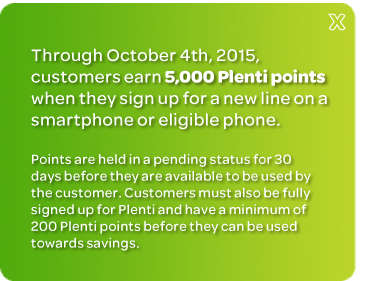 X
Through October 4th, 2015,
customers earn 5,000 Plenti points
when they sign up for a new line on a
smartphone or eligible phone.
Points are held in a pending status for 30
days before they are available to be used by
the customer. Customers must also be fully
signed up for Plenti and have a minimum of
200 Plenti points before they can be used
towards savings.